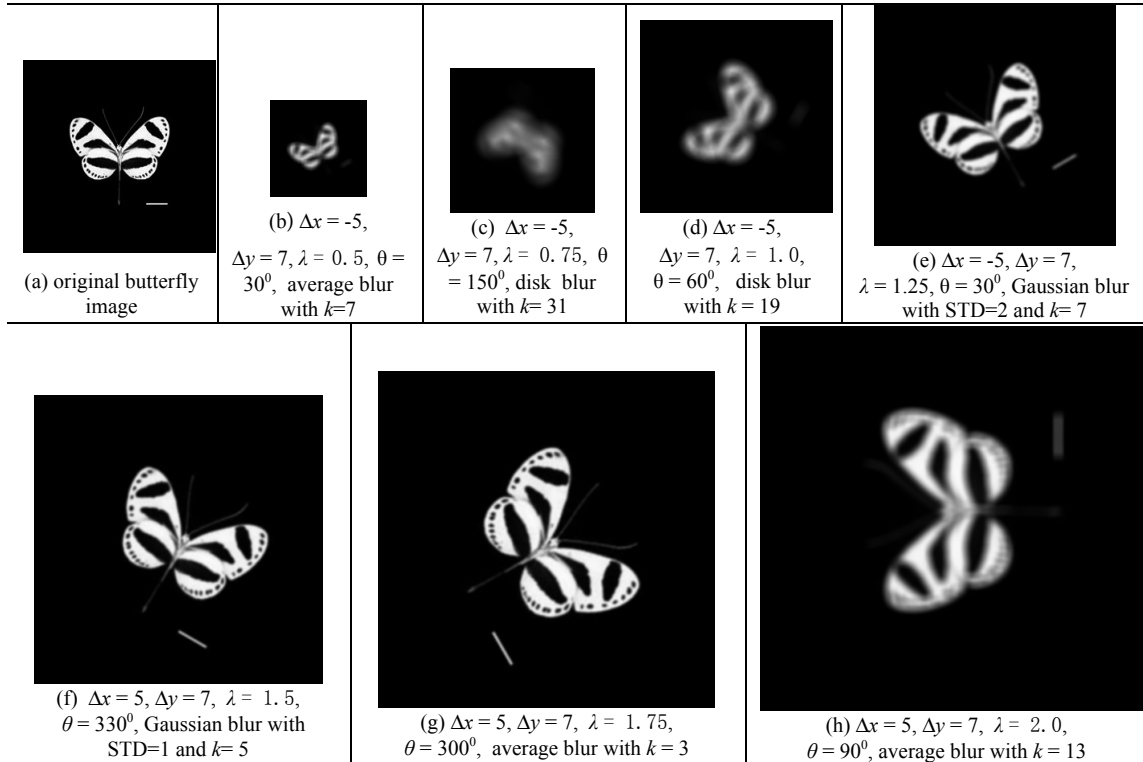 (a) original butterfly
image
(b) Δx = -5,
Δy = 7, λ = 0.5, θ =
30⁰, average blur
with k=7
(c) Δx = -5,
Δy = 7, λ = 0.75, θ
= 150⁰, disk blur
with k= 31
(d) Δx = -5,
Δy = 7, λ = 1.0,
θ = 60⁰, disk blur
with k = 19
(e) Δx = -5, Δy = 7,
λ = 1.25, θ = 30⁰, Gaussian blur
with STD=2 and k= 7
(f) Δx = 5, Δy = 7, λ = 1.5,
θ = 330⁰, Gaussian blur with
STD=1 and k= 5
(g) Δx = 5, Δy = 7, λ = 1.75,
θ = 300⁰, average blur with k = 3
(h) Δx = 5, Δy = 7, λ = 2.0,
θ = 90⁰, average blur with k = 13